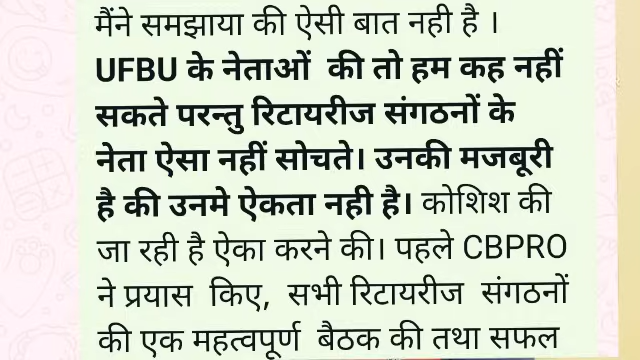 मैंने समझाया की ऐसी बात नही है ।
UFBU के नेताओं की तो हम कह नहीं
सकते परन्तु रिटायरीज संगठनों के
नेता ऐसा नहीं सोचते। उनकी मजबूरी
है की उनमे ऐकता नही है। कोशिश की
जा रही है ऐका करने की। पहले CBPRO
ने प्रयास किए, सभी रिटायरीज संगठनों
की एक महत्वपूर्ण बैठक की तथा सफल